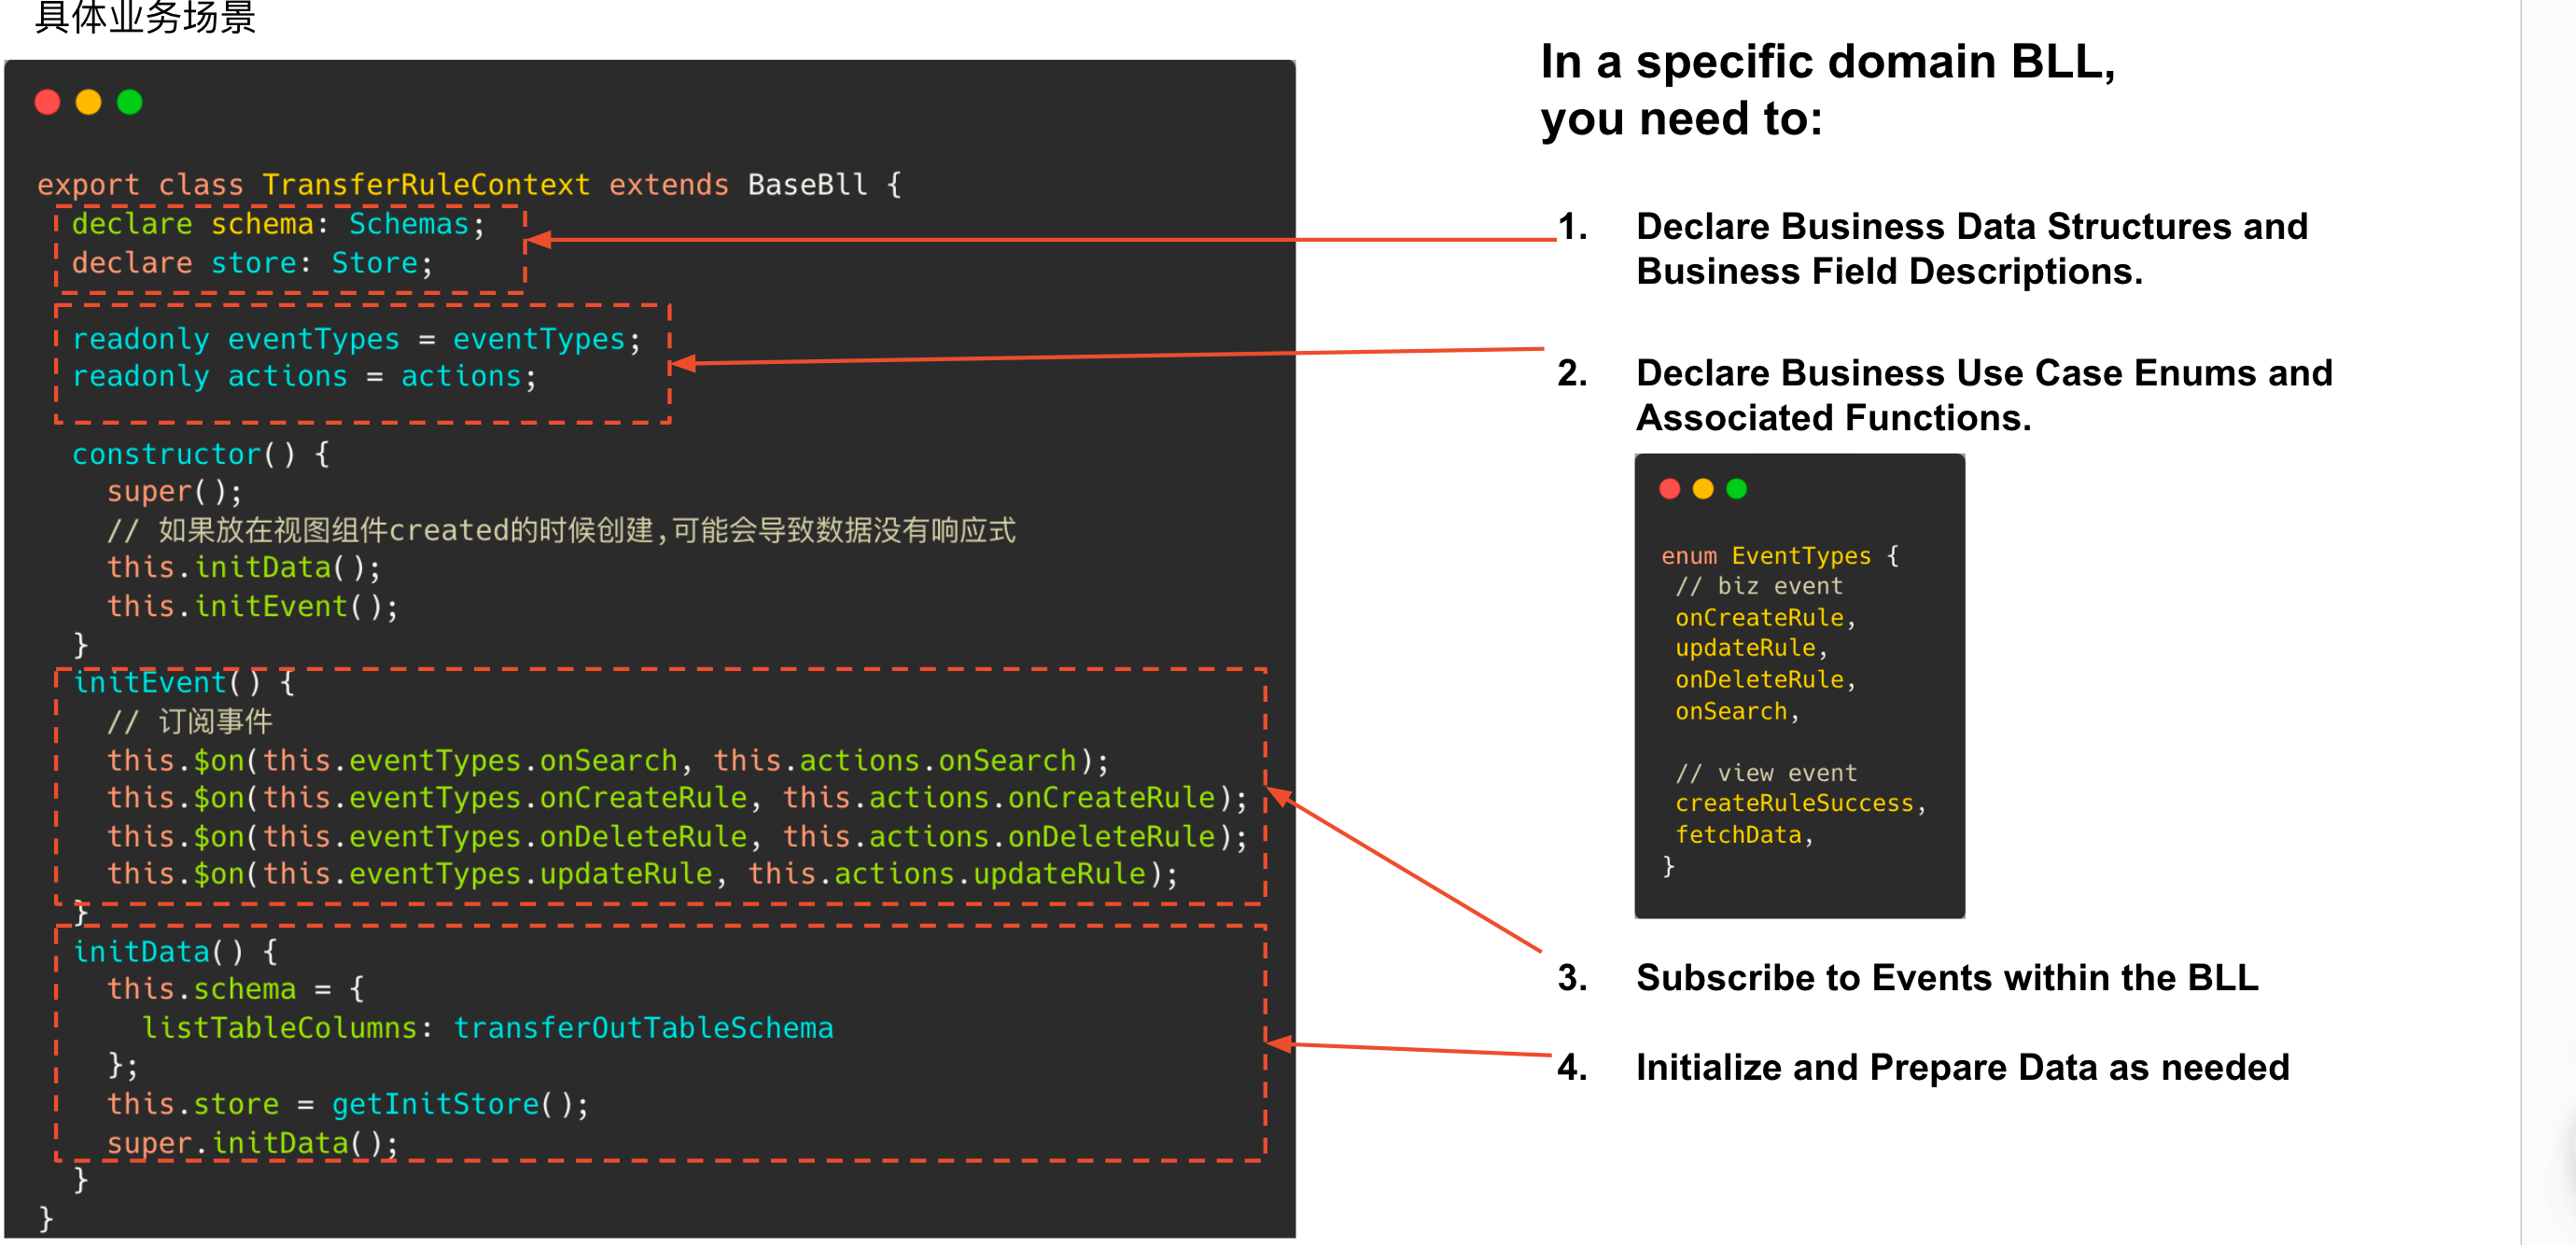 具体业务场景
export class TransferRuleContext extends BaseBll {
declare schema: Schemas;
declare store: Store;
readonly eventTypes = eventTypes;
readonly actions = actions;
constructor() {
super();
// 如果放在视图组件created的时候创建,可能会导致数据没有响应式
this.initData();
this.initEvent();
}
initEvent() {
// 订阅事件
this.$on(this.eventTypes.onSearch, this.actions.onSearch);
this.$on(this.eventTypes.onCreateRule, this.actions.onCreateRule);
this.$on(this.eventTypes.onDeleteRule, this.actions.onDeleteRule);
this.$on(this.eventTypes.updateRule, this.actions.updateRule);
}
initData() {
this.schema = {
listTableColumns: transferOutTableSchema
};
this.store = getInitStore();
super.initData();
}
}
In a specific domain BLL,
you need to:
1. Declare Business Data Structures and
Business Field Descriptions.
2. Declare Business Use Case Enums and
Associated Functions.
enum EventTypes {
// biz event
onCreateRule,
updateRule,
onDeleteRule,
onSearch,
// view event
createRuleSuccess,
fetchData,
}
3. Subscribe to Events within the BLL
4. Initialize and Prepare Data as needed